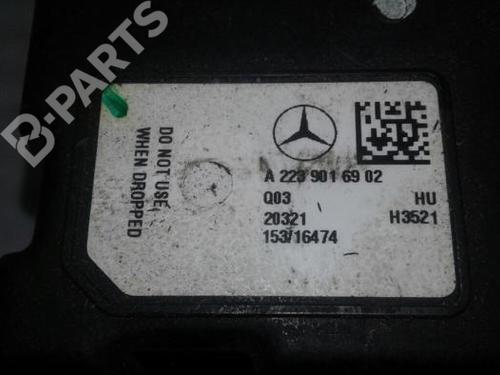 B-PARTS
DO NOT USE
WHEN DROPPED
A 223 901 69 02
Q03 HU
20321 H3521
153/16474